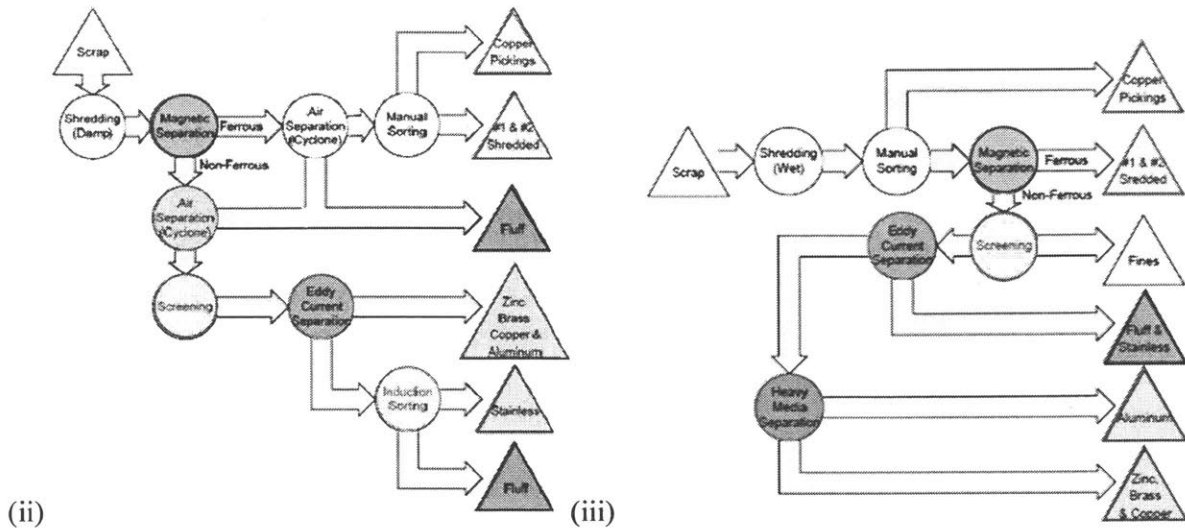 Scrap
Shredding
(Damp)
Magnetic
Separation
Ferrous
Air
Separation
(Cyclone)
Manual
Sorting
Copper
Pickings
#1 & #2
Shredded
Non-Ferrous
Air
Separation
(Cyclone)
Fluff
Screening
Eddy
Current
Separation
Zinc,
Brass
Copper &
Aluminum
Induction
Sorting
Stainless
Fluff
(ii)
Scrap
Shredding
(Wet)
Manual
Sorting
Copper
Pickings
Magnetic
Separation
Ferrous
#1 & #2
Sredded
Non-Ferrous
Eddy
Current
Separation
Screening
Fines
Fluff &
Stainless
Heavy
Media
Separation
Aluminum
Zinc,
Brass
& Copper
(iii)